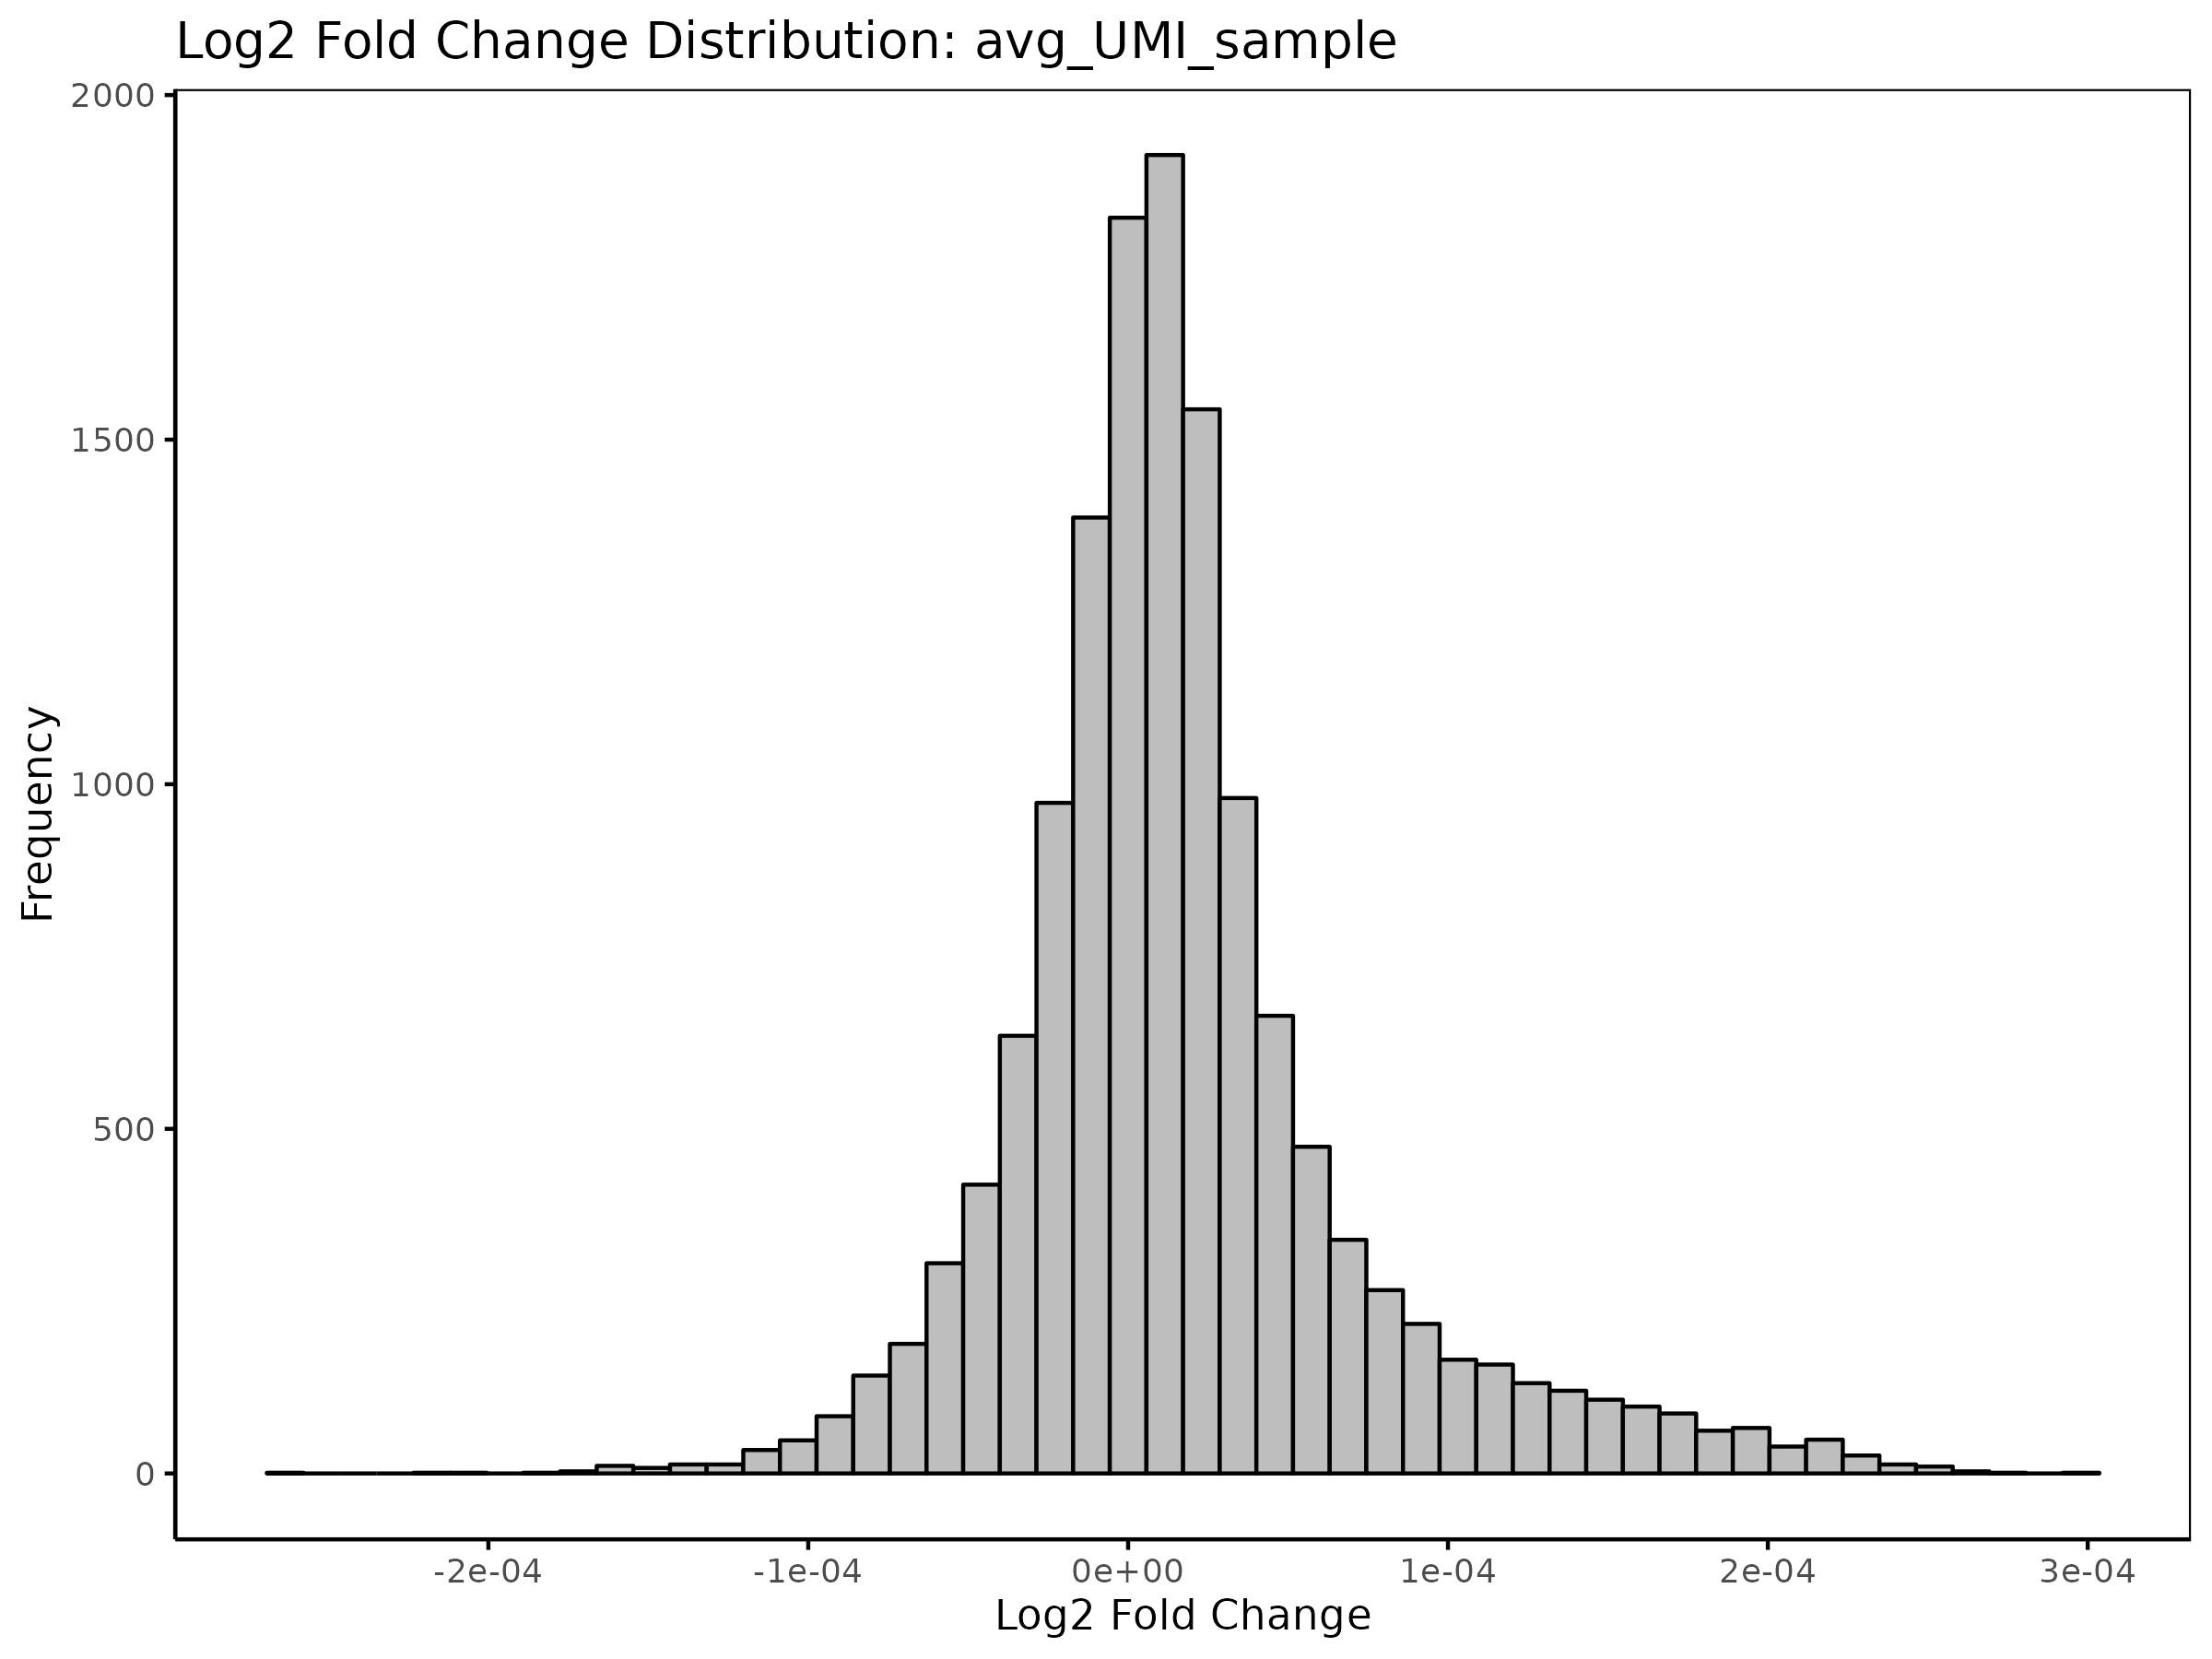 Log2 Fold Change Distribution: avg_UMI_sample
2000
1500
1000
500
0
Frequency
-2e-04
-1e-04
0e+00
1e-04
2e-04
3e-04
Log2 Fold Change